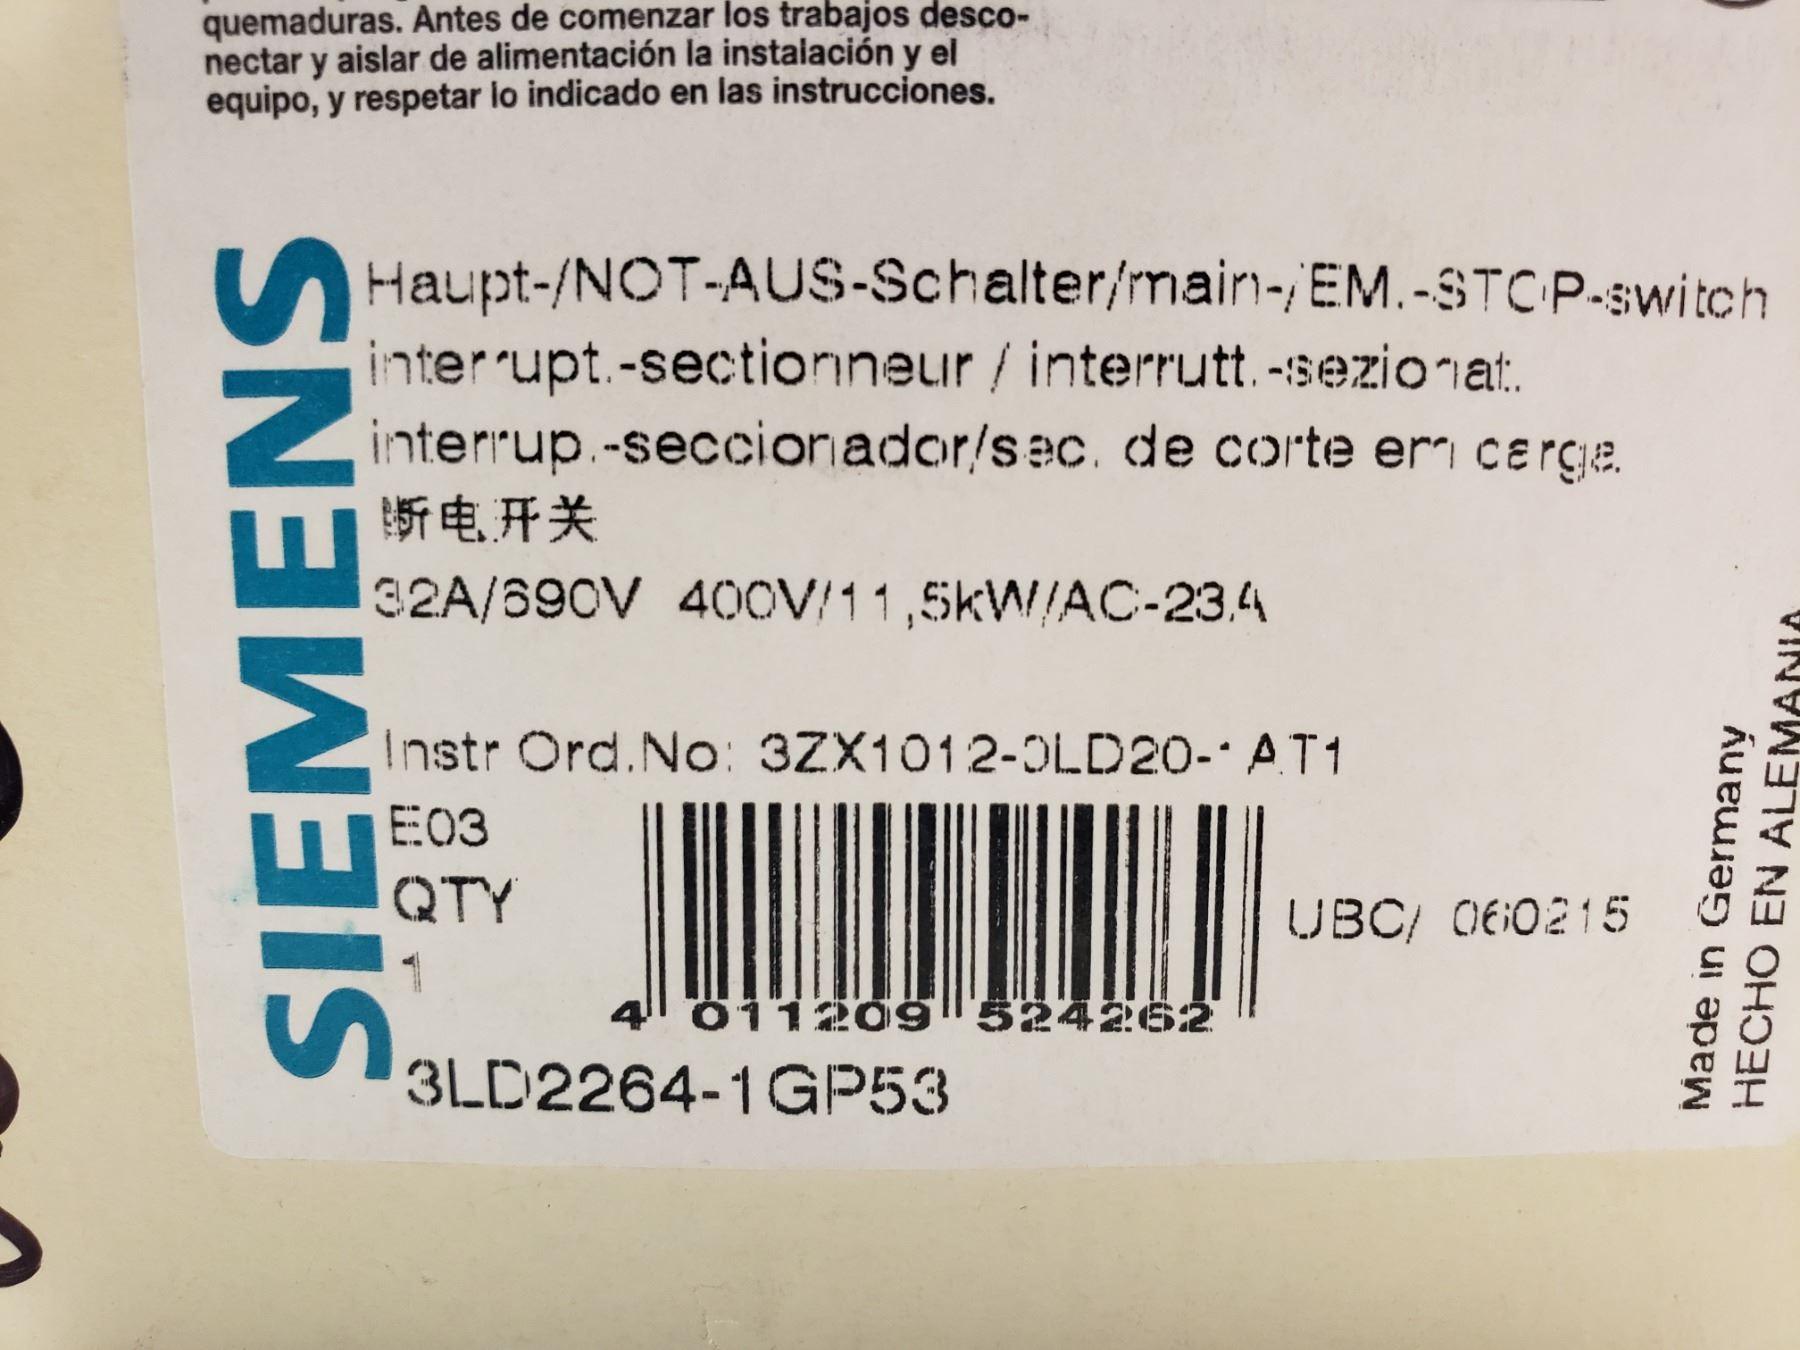 quemaduras. Antes de comenzar los trabajos desco-
nectar y aislar de alimentación la instalación y el
equipo, y respetar lo indicado en las instrucciones.
SIEMENS
Haupt-/NOT-AUS-Schalter/main-/EM.-STOP-switch
interrupt.-sectionneur / interrutt.-sezionat.
interrup.-seccionador/sec. de corte em carga.
断电开关
32A/690V 400V/11,5kW/AC-23A
Instr Ord.No: 3ZX1012-0LD20-1AT1
E03
QTY
1
4 011209 524262
UBC/ 060215
3LD2264-1GP53
Made in Germany
HECHO EN ALEMANIA